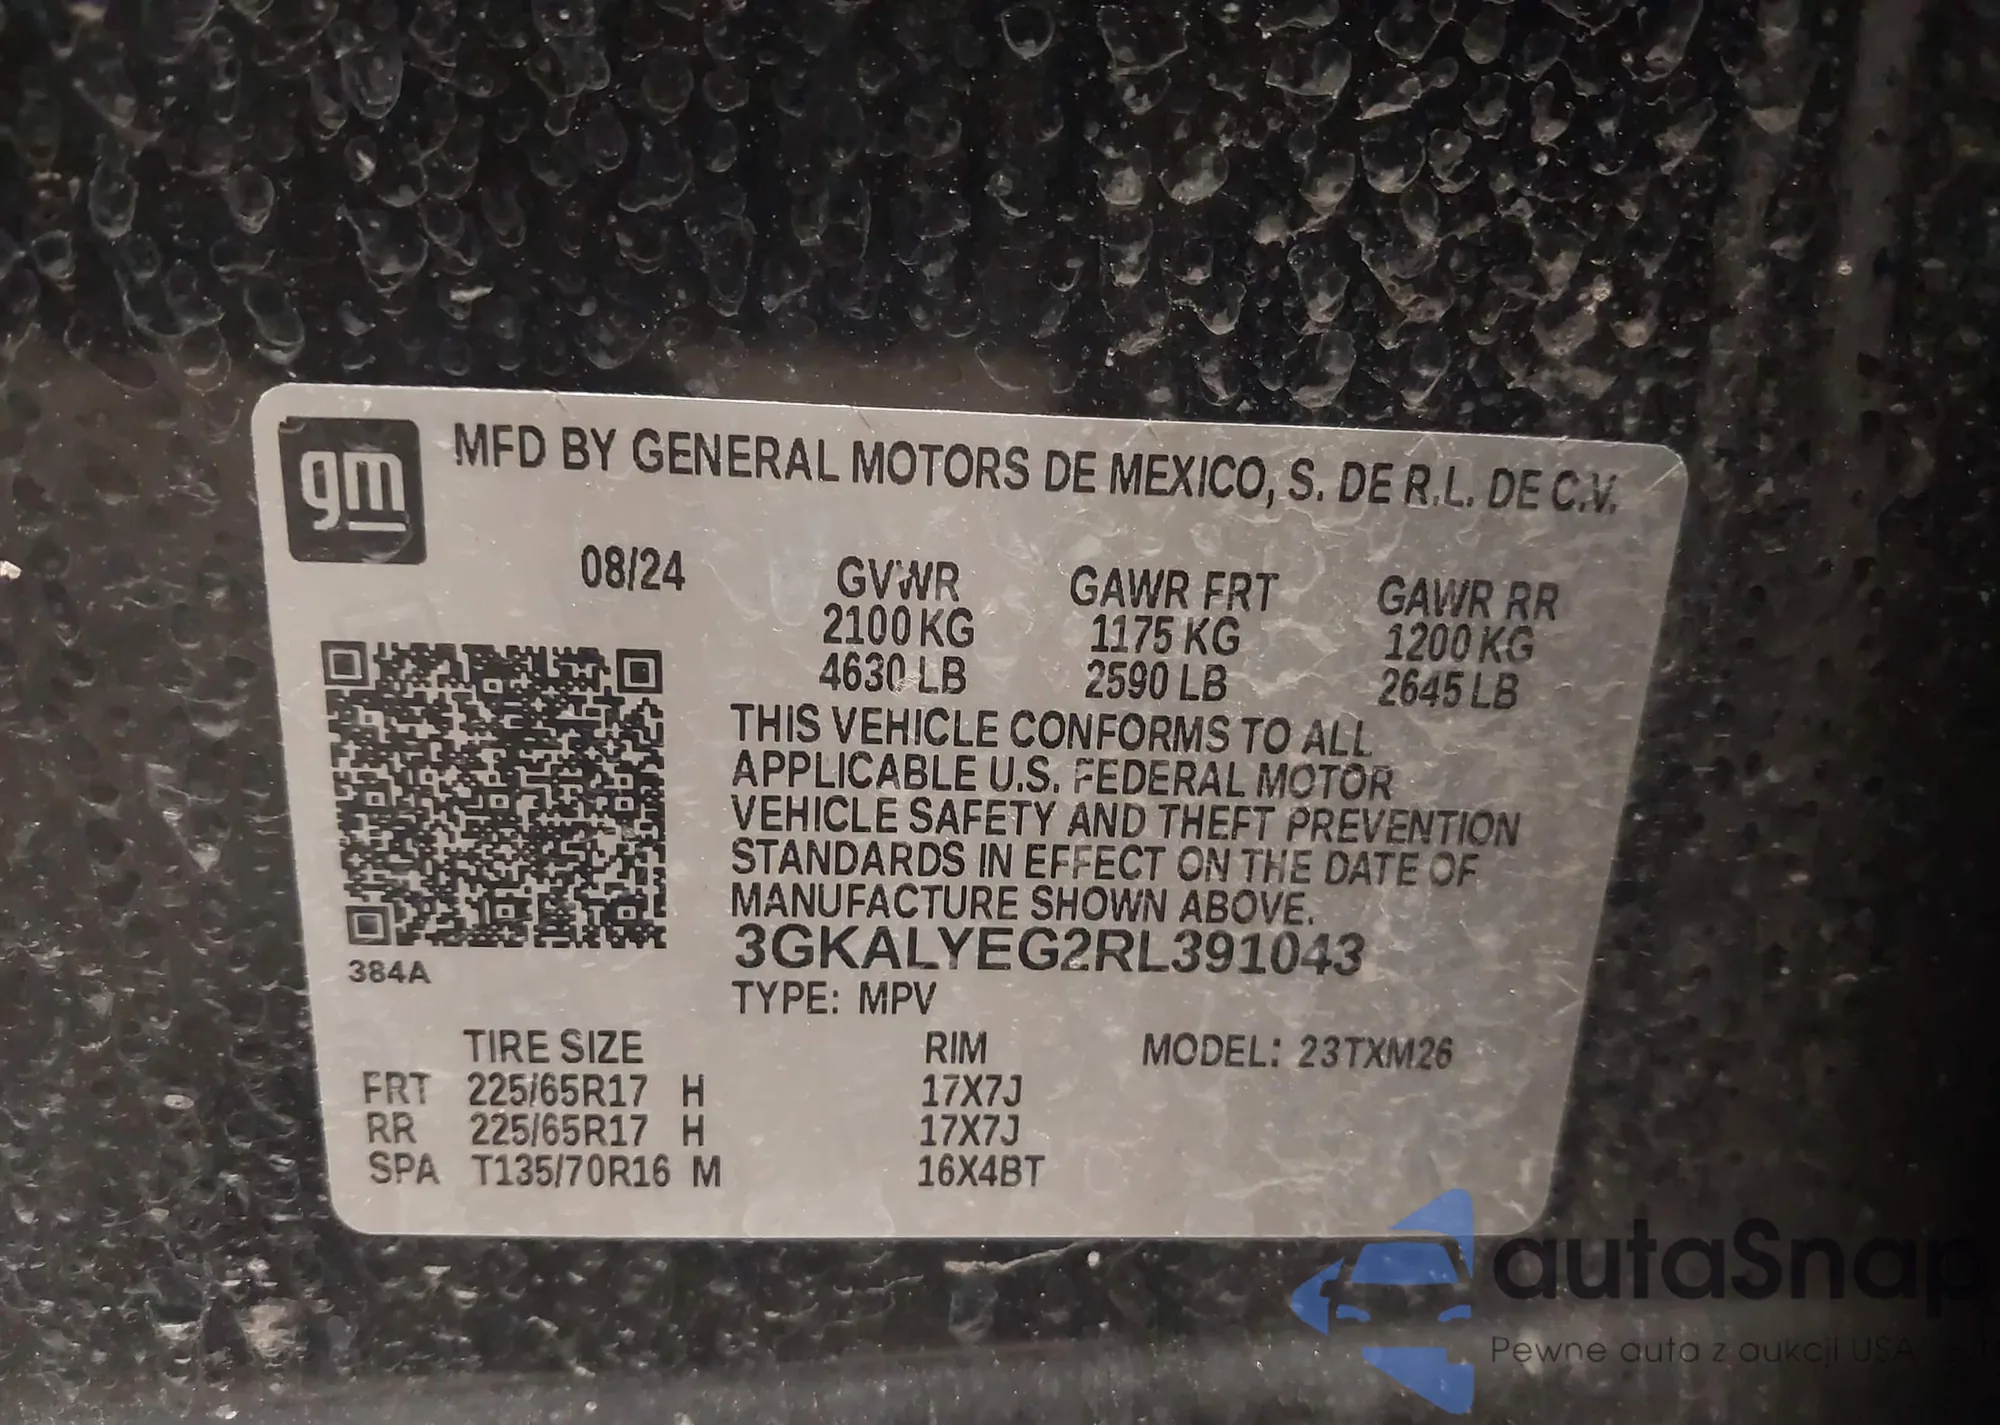 gm
MFD BY GENERAL MOTORS DE MEXICO, S. DE R.L. DE C.V.
08/24
GVWR GAWR FRT GAWR RR
2100 KG 1175 KG 1200 KG
4630 LB 2590 LB 2645 LB
THIS VEHICLE CONFORMS TO ALL
APPLICABLE U.S. FEDERAL MOTOR
VEHICLE SAFETY AND THEFT PREVENTION
STANDARDS IN EFFECT ON THE DATE OF
MANUFACTURE SHOWN ABOVE.
3GKALYEG2RL391043
384A
TYPE: MPV
TIRE SIZE RIM MODEL: 23TXM26
FRT 225/65R17 H 17X7J
RR 225/65R17 H 17X7J
SPA T135/70R16 M 16X4BT
autaSnap
Pewne auta z aukcji USA